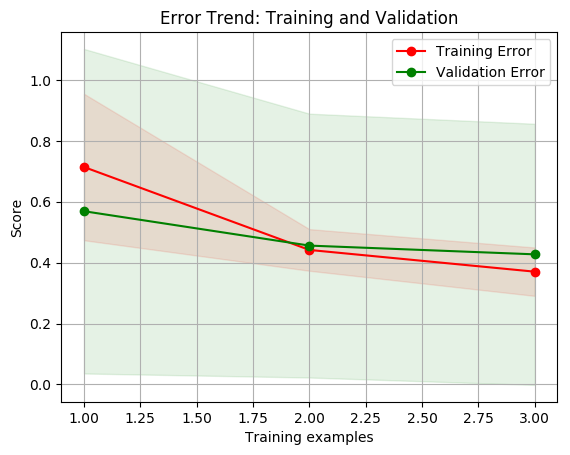 Error Trend: Training and Validation
Training Error
Validation Error
Score
1.0
0.8
0.6
0.4
0.2
0.0
1.00 1.25 1.50 1.75 2.00 2.25 2.50 2.75 3.00
Training examples